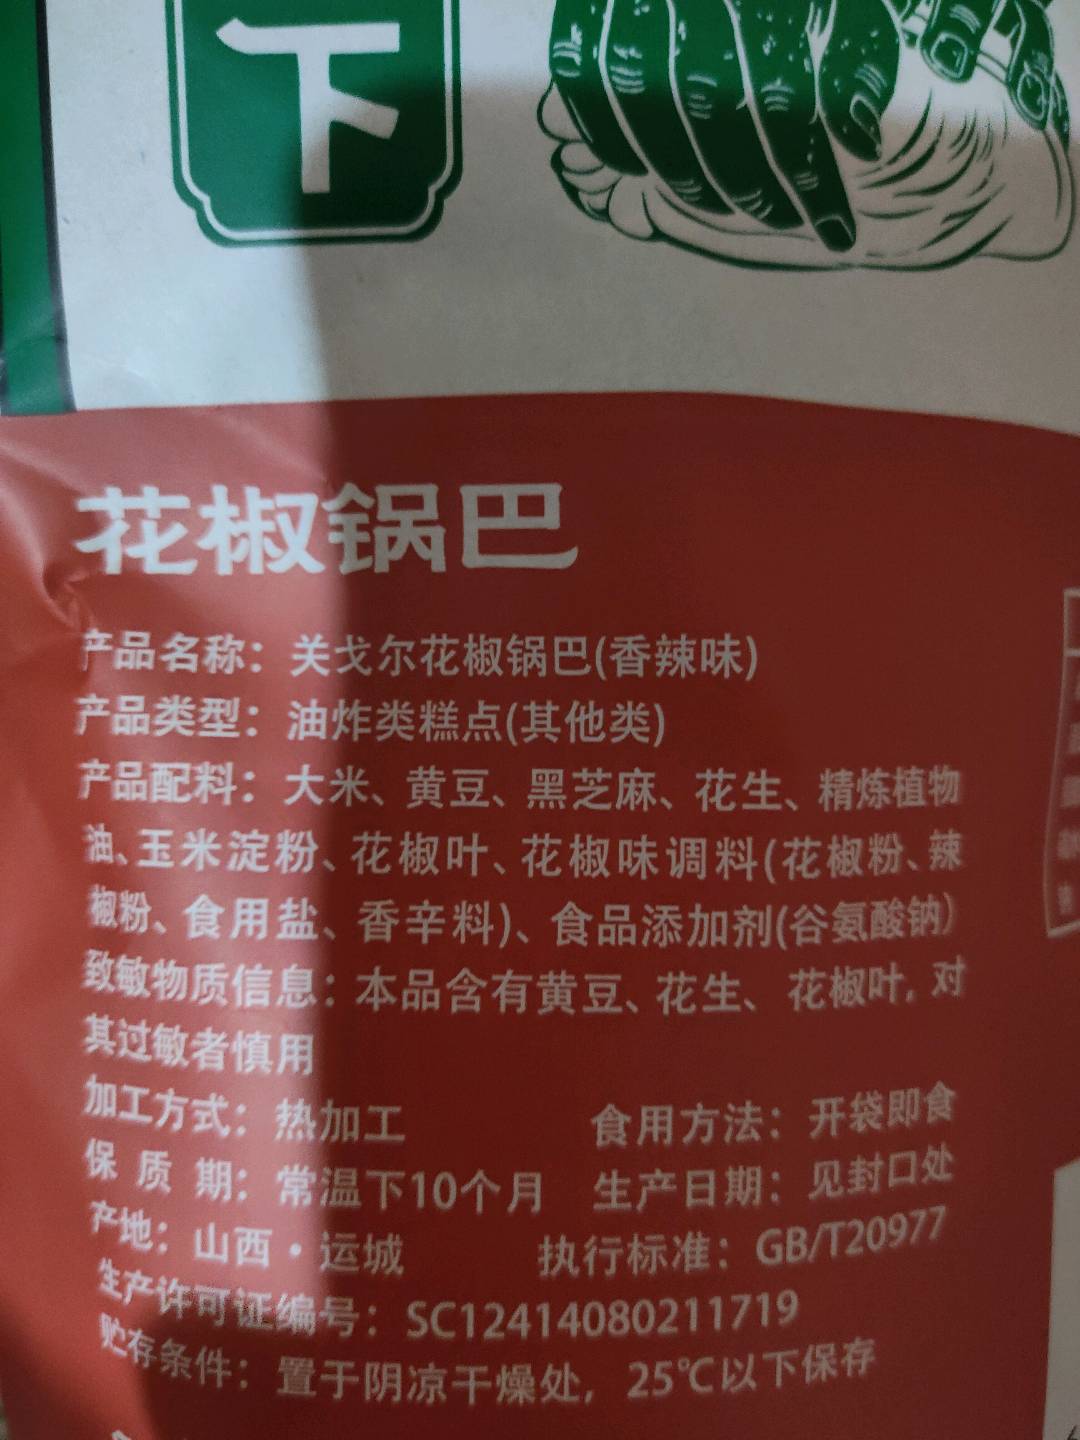 下
花椒锅巴
产品名称：关戈尔花椒锅巴(香辣味)
产品类型：油炸类糕点(其他类)
产品配料：大米、黄豆、黑芝麻、花生、精炼植物
油、玉米淀粉、花椒叶、花椒味调料(花椒粉、辣
椒粉、食用盐、香辛料)、食品添加剂(谷氨酸钠)
致敏物质信息：本品含有黄豆、花生、花椒叶，对
其过敏者慎用
加工方式：热加工 食用方法：开袋即食
保质期：常温下10个月 生产日期：见封口处
产地：山西·运城 执行标准：GB/T20977
生产许可证编号：SC12414080211719
贮存条件：置于阴凉干燥处，25℃以下保存